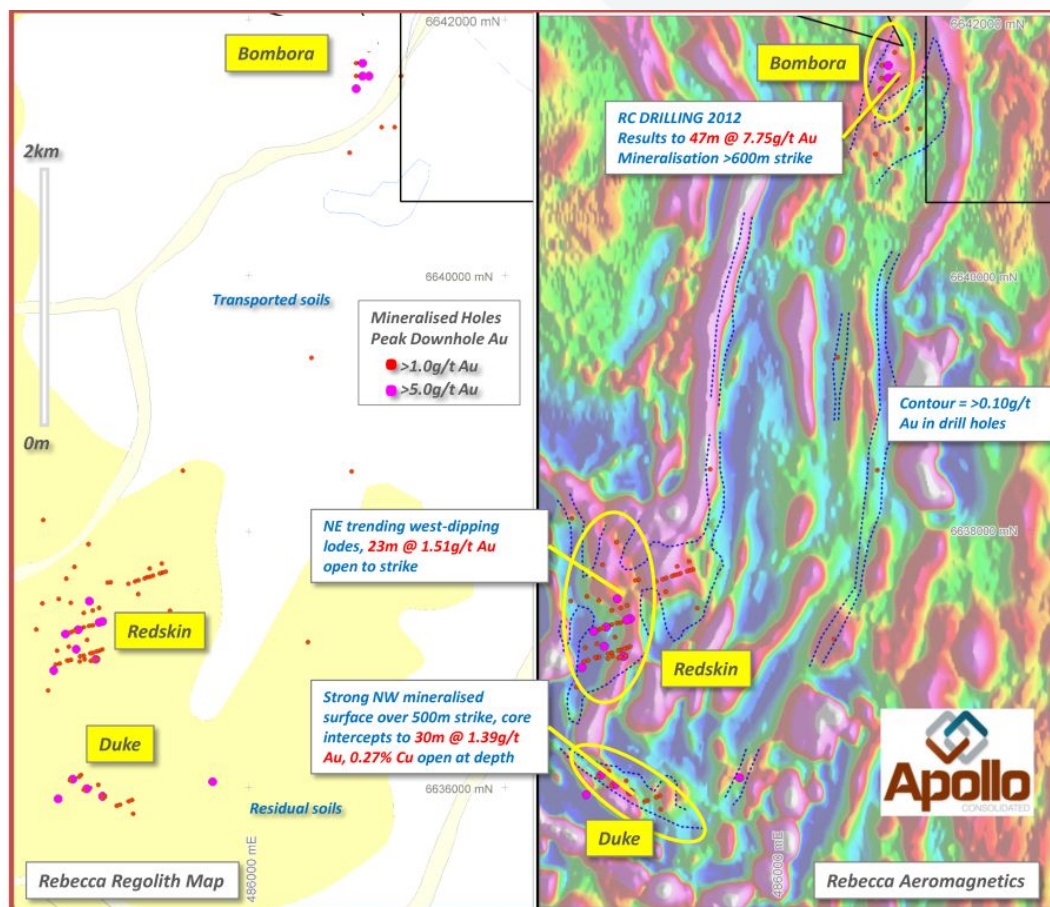 6642000 mN
Bombora
2km
6640000 mN
Transported soils
Mineralised Holes
Peak Downhole Au
>1.0g/t Au
>5.0g/t Au
0m
NE trending west-dipping
lodes, 23m @ 1.51g/t Au
open to strike
Redskin
Strong NW mineralised
surface over 500m strike, core
intercepts to 30m @ 1.39g/t
Au, 0.27% Cu open at depth
Duke
6636000 mN
Residual soils
486000 mE
Rebecca Regolith Map
6642000 mN
Bombora
RC DRILLING 2012
Results to 47m @ 7.75g/t Au
Mineralisation >600m strike
6640000 mN
Contour = >0.10g/t
Au in drill holes
6638000 mN
Redskin
Apollo
CONSOLIDATED
6636000 mN
Duke
486000 mE
Rebecca Aeromagnetics